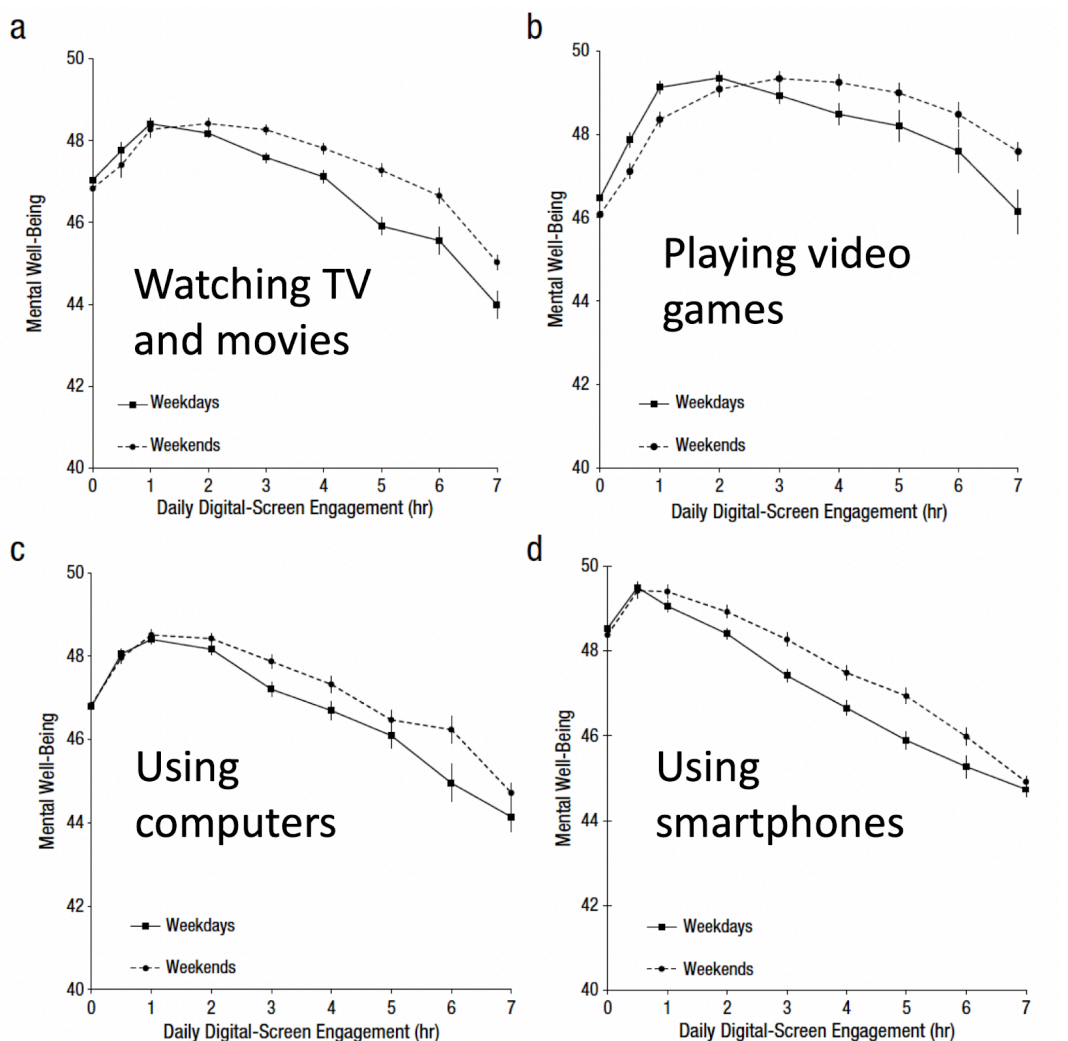 a
50
48
46
44
42
40
Mental Well-Being
Watching TV
and movies
Weekdays
Weekends
0 1 2 3 4 5 6 7
Daily Digital-Screen Engagement (hr)
b
50
48
46
44
42
40
Mental Well-Being
Playing video
games
Weekdays
Weekends
0 1 2 3 4 5 6 7
Daily Digital-Screen Engagement (hr)
c
50
48
46
44
42
40
Mental Well-Being
Using
computers
Weekdays
Weekends
0 1 2 3 4 5 6 7
Daily Digital-Screen Engagement (hr)
d
50
48
46
44
42
40
Mental Well-Being
Using
smartphones
Weekdays
Weekends
0 1 2 3 4 5 6 7
Daily Digital-Screen Engagement (hr)